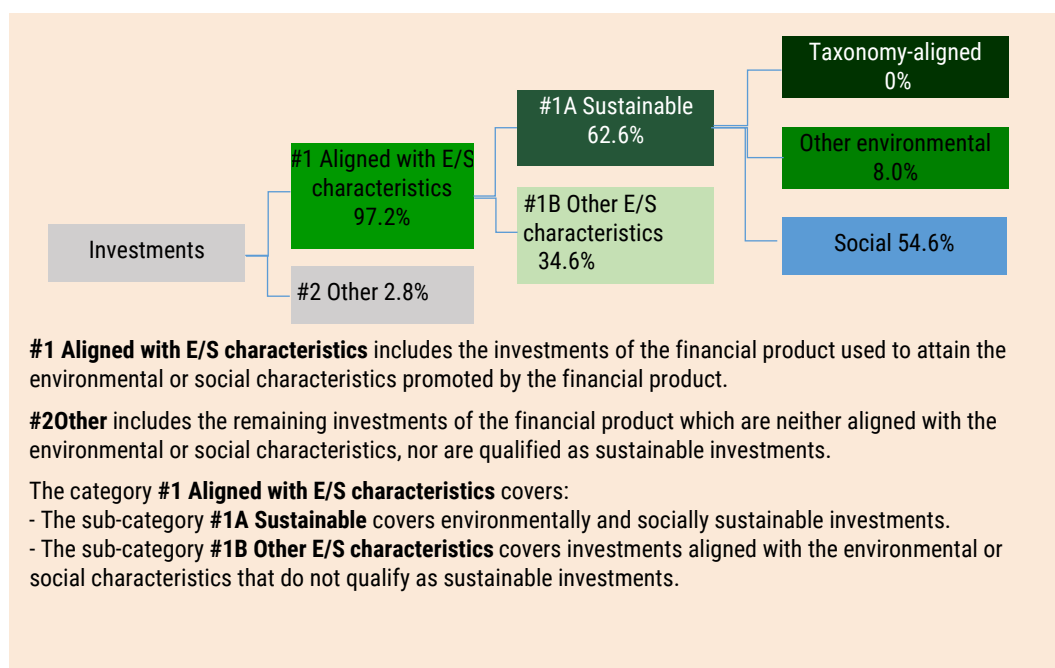 Taxonomy-aligned
0%
#1A Sustainable
62.6%
Other environmental
8.0%
#1 Aligned with E/S
characteristics
97.2%
#1B Other E/S
characteristics
34.6%
Social 54.6%
Investments
#2 Other 2.8%
#1 Aligned with E/S characteristics includes the investments of the financial product used to attain the
environmental or social characteristics promoted by the financial product.
#2Other includes the remaining investments of the financial product which are neither aligned with the
environmental or social characteristics, nor are qualified as sustainable investments.
The category #1 Aligned with E/S characteristics covers:
- The sub-category #1A Sustainable covers environmentally and socially sustainable investments.
- The sub-category #1B Other E/S characteristics covers investments aligned with the environmental or
social characteristics that do not qualify as sustainable investments.